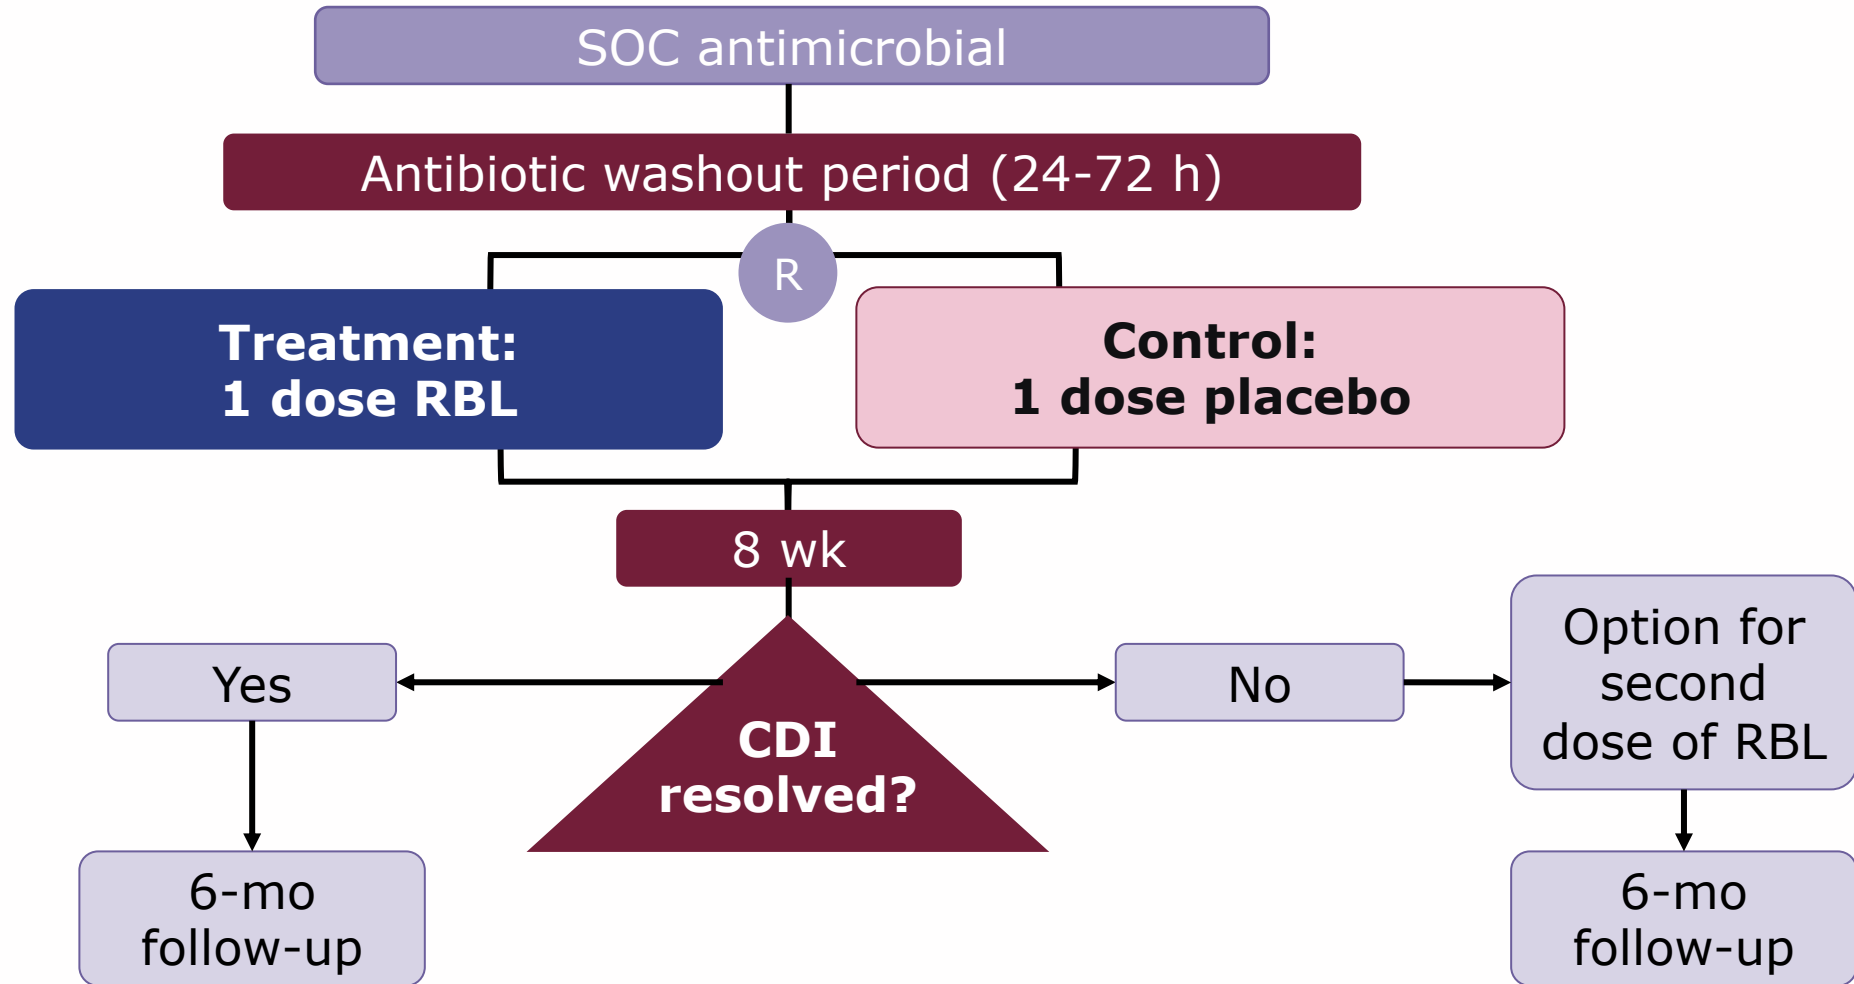 SOC antimicrobial
Antibiotic washout period (24-72 h)
R
Treatment:
1 dose RBL
Control:
1 dose placebo
8 wk
CDI
resolved?
Yes
No
Option for
second
dose of RBL
6-mo
follow-up
6-mo
follow-up